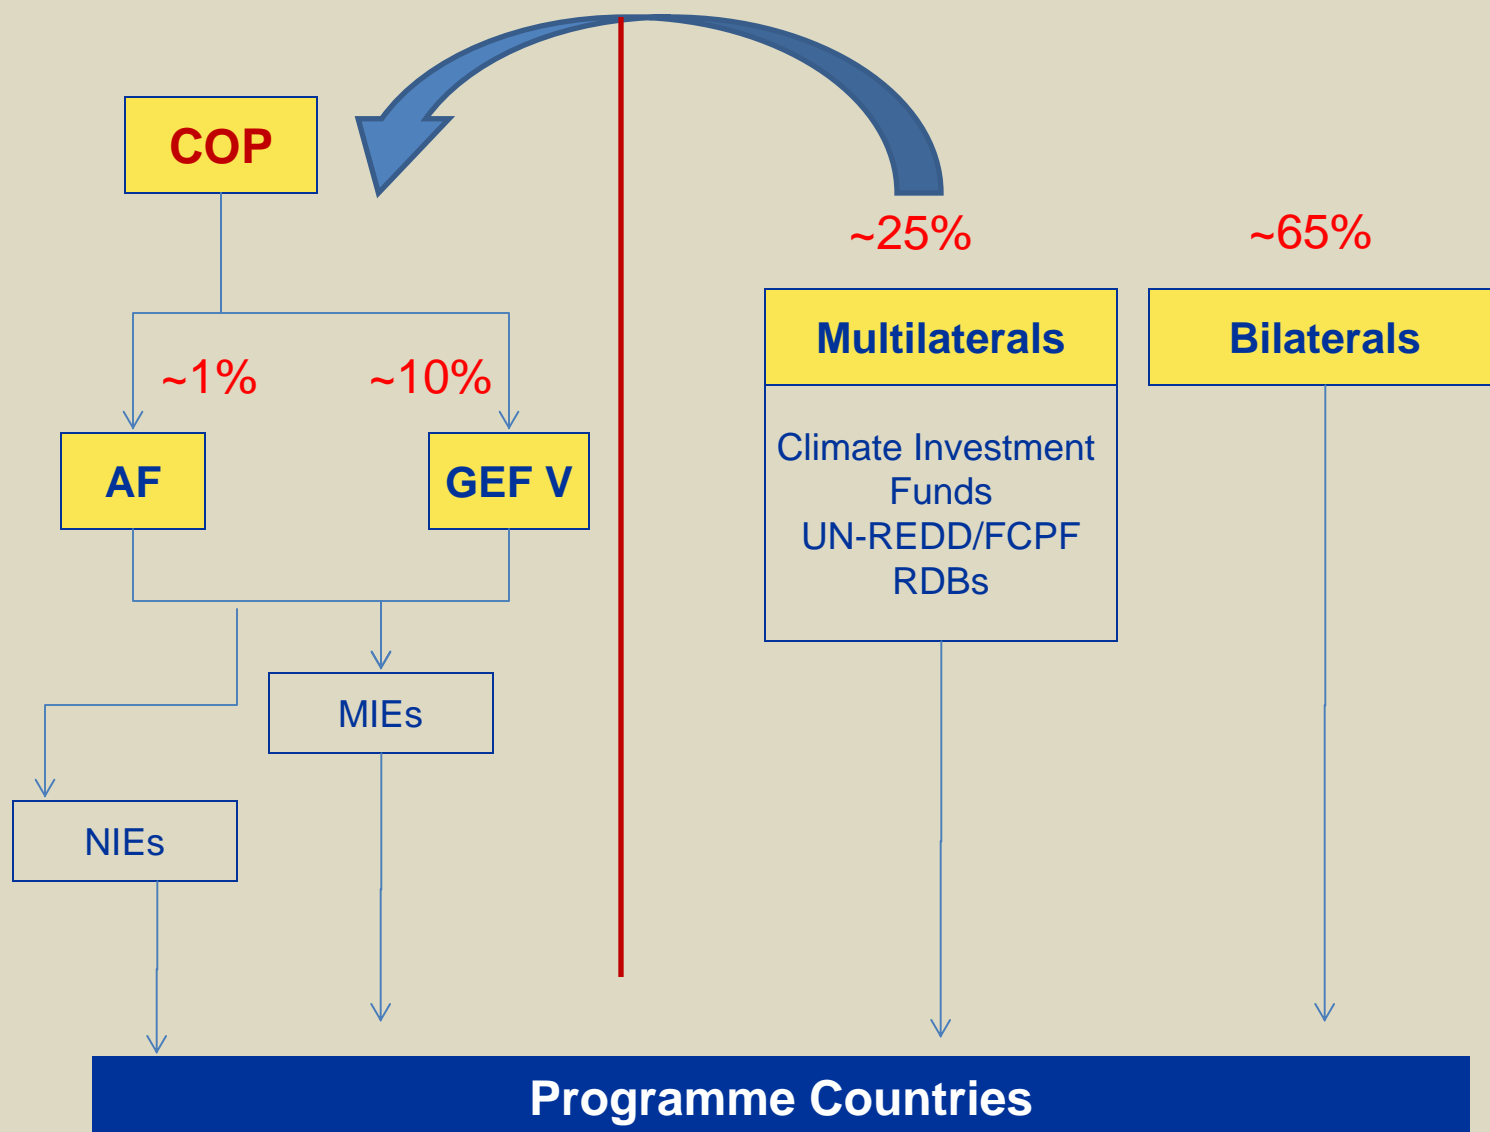 COP
~25%
~65%
Multilaterals
Bilaterals
~1%
~10%
AF
GEF V
Climate Investment
Funds
UN-REDD/FCPF
RDBs
MIEs
NIEs
Programme Countries